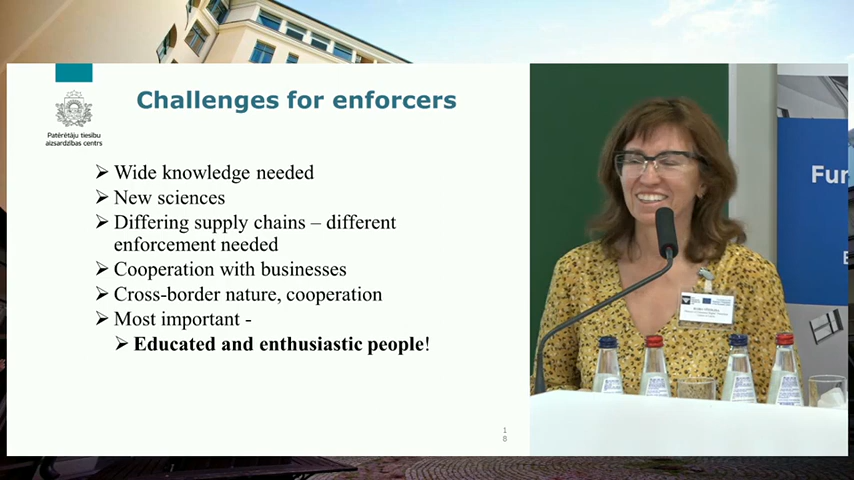 Challenges for enforcers
Patērētāju tiesību
aizsardzības centrs
➢ Wide knowledge needed
➢ New sciences
➢ Differing supply chains – different
enforcement needed
➢ Cooperation with businesses
➢ Cross-border nature, cooperation
➢ Most important -
➢ Educated and enthusiastic people!
1
8
Fur